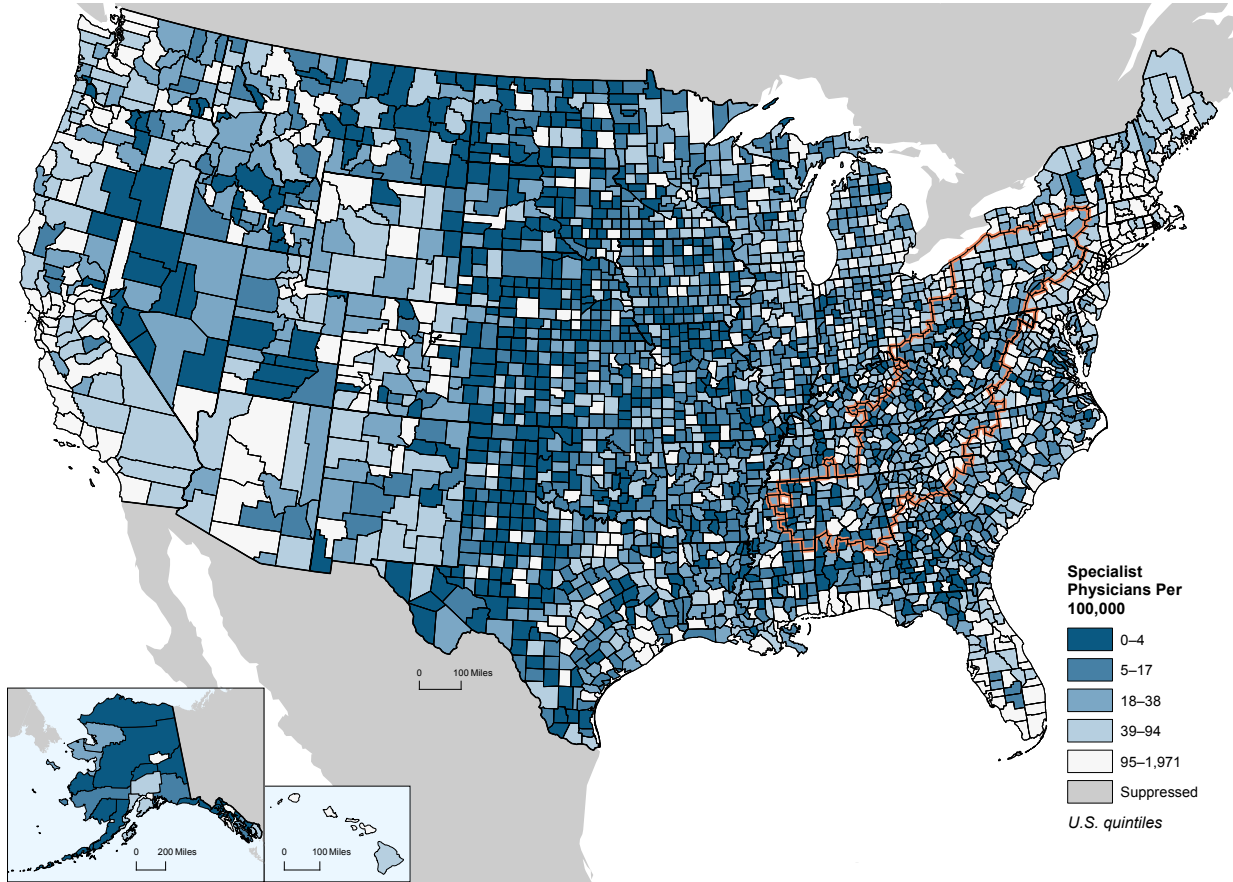 Specialist
Physicians Per
100,000
0–4
5–17
18–38
39–94
95–1,971
Suppressed
U.S. quintiles
0 100 Miles
0 200 Miles
0 100 Miles